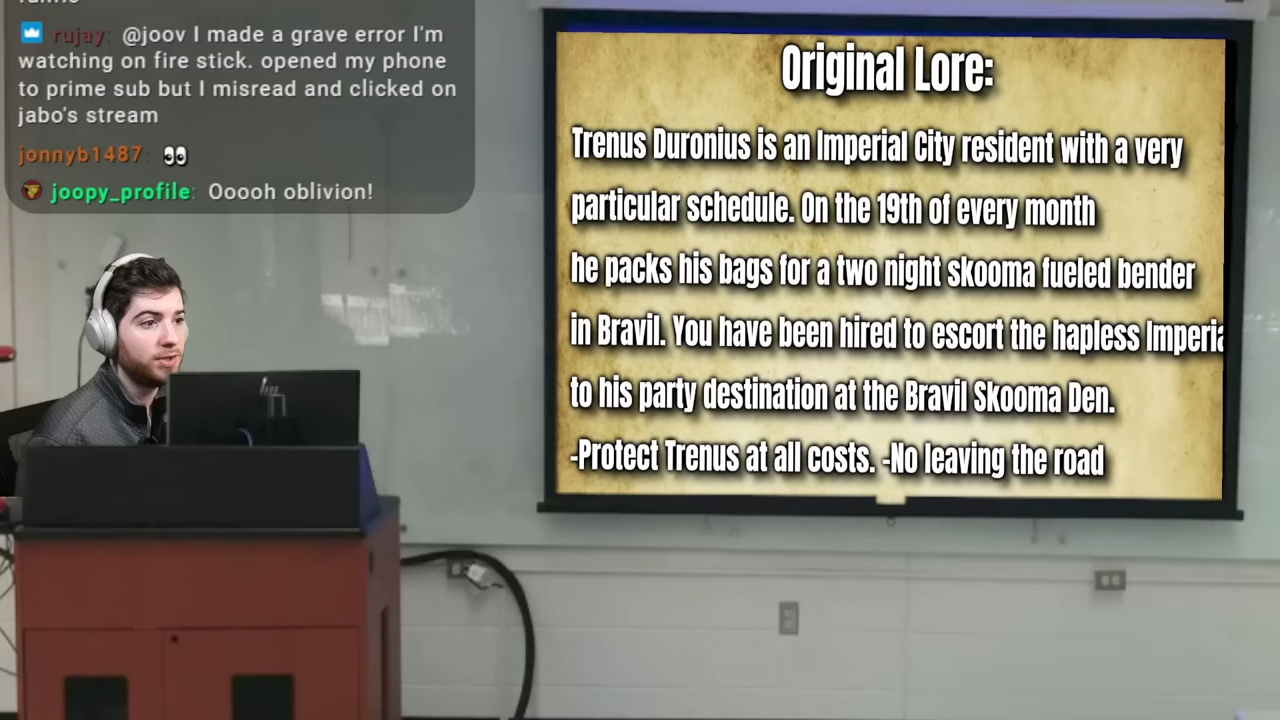 rujay: @joov I made a grave error I'm
watching on fire stick. opened my phone
to prime sub but I misread and clicked on
jabo's stream
jonnyb1487: 👀
joopy_profile: Ooooh oblivion!
Original Lore:
Trenus Duronius is an Imperial City resident with a very
particular schedule. On the 19th of every month
he packs his bags for a two night skooma fueled bender
in Bravil. You have been hired to escort the hapless Imperia
to his party destination at the Bravil Skooma Den.
-Protect Trenus at all costs. -No leaving the road